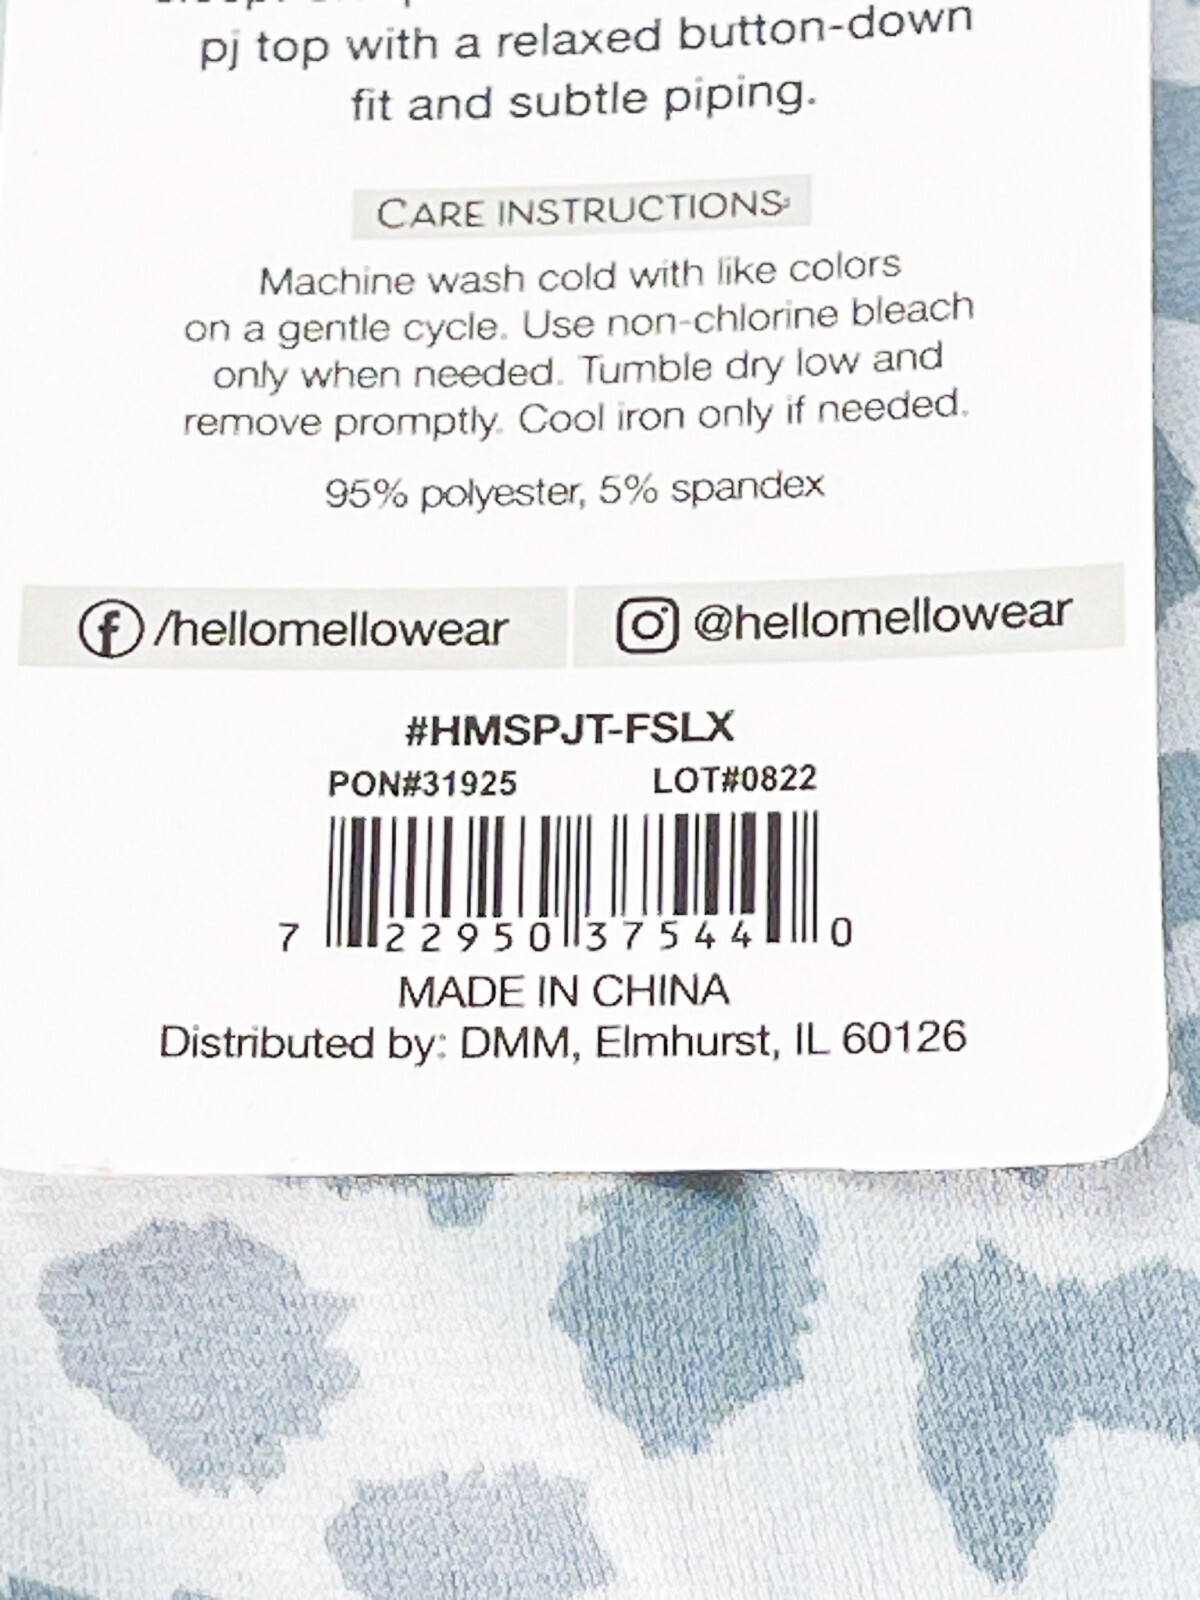 pj top with a relaxed button-down
fit and subtle piping.
CARE INSTRUCTIONS:
Machine wash cold with like colors
on a gentle cycle. Use non-chlorine bleach
only when needed. Tumble dry low and
remove promptly. Cool iron only if needed.
95% polyester, 5% spandex
/hellomellowear
@hellomellowear
#HMSPJT-FSLX
PON#31925 LOT#0822
7 22950 37544 0
MADE IN CHINA
Distributed by: DMM, Elmhurst, IL 60126